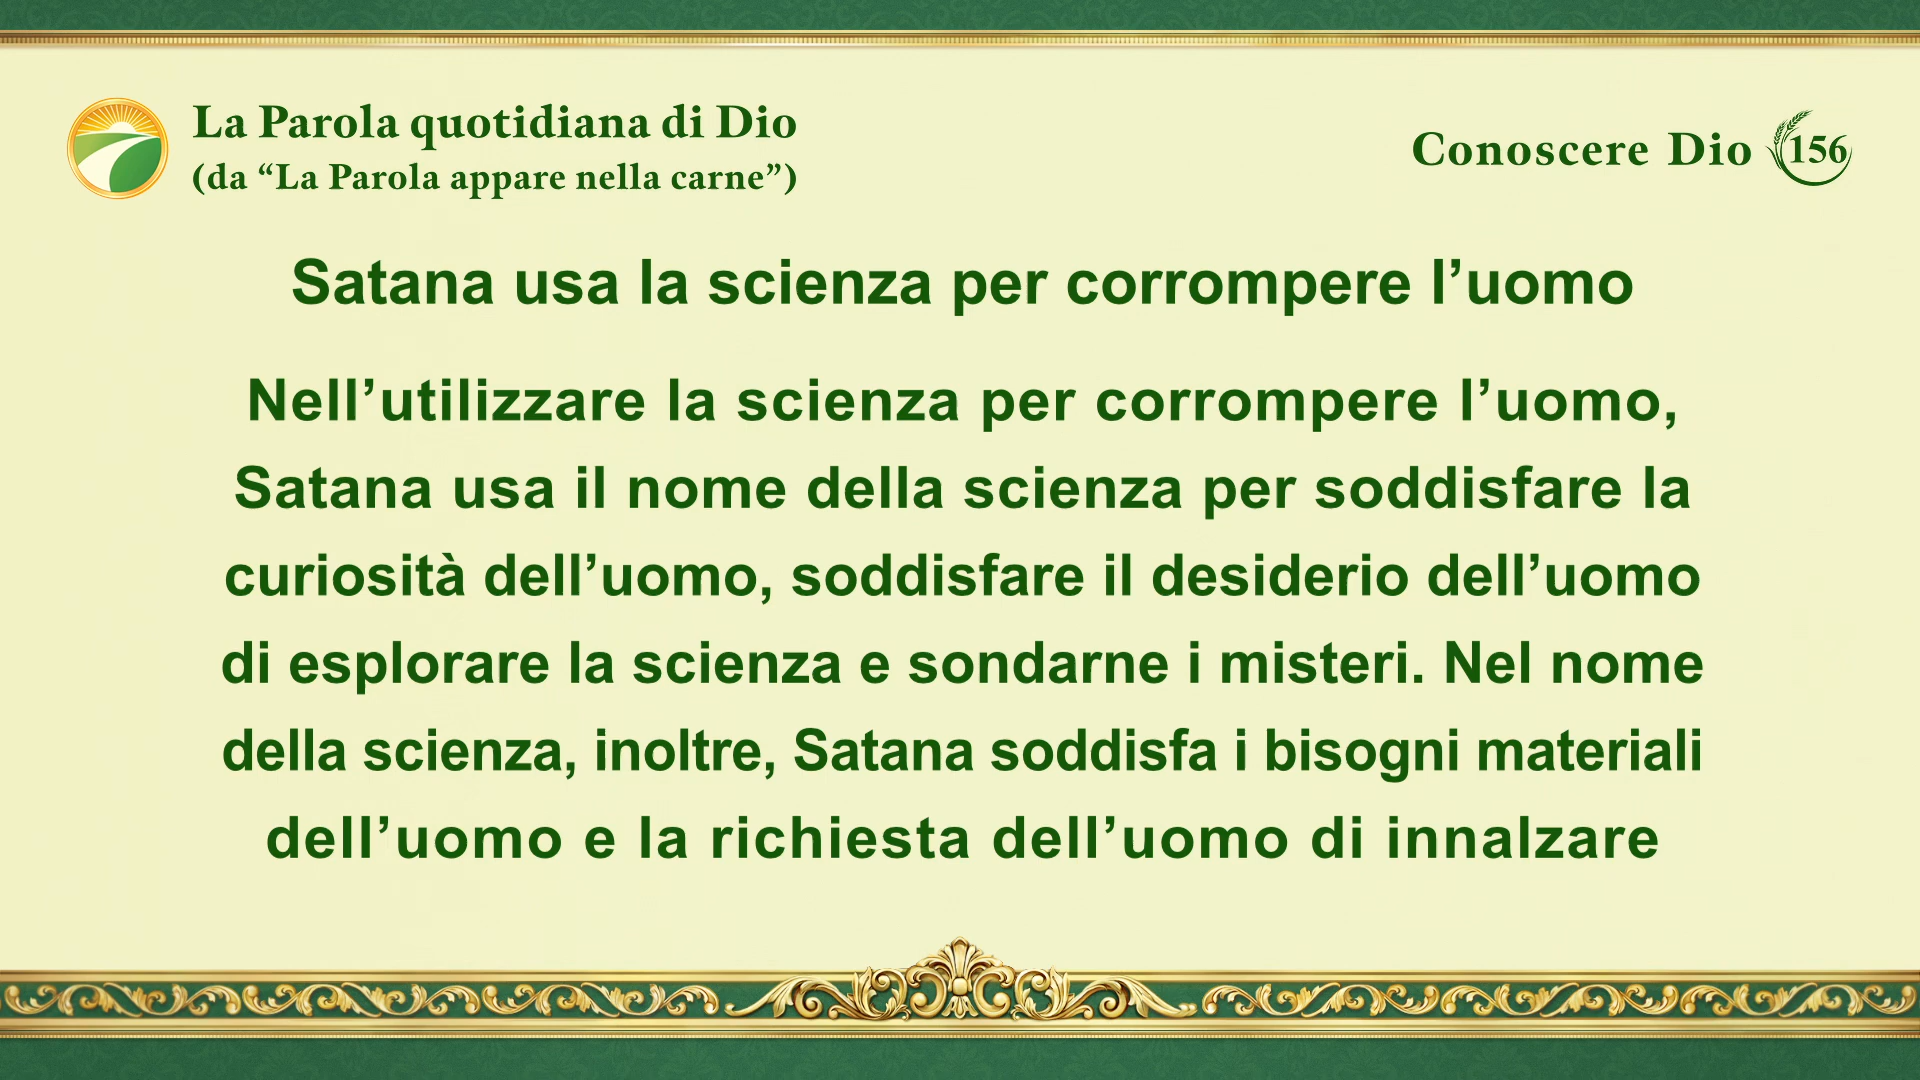 La Parola quotidiana di Dio
(da “La Parola appare nella carne”)
Conoscere Dio 156
Satana usa la scienza per corrompere l’uomo
Nell’utilizzare la scienza per corrompere l’uomo,
Satana usa il nome della scienza per soddisfare la
curiosità dell’uomo, soddisfare il desiderio dell’uomo
di esplorare la scienza e sondarne i misteri. Nel nome
della scienza, inoltre, Satana soddisfa i bisogni materiali
dell’uomo e la richiesta dell’uomo di innalzare